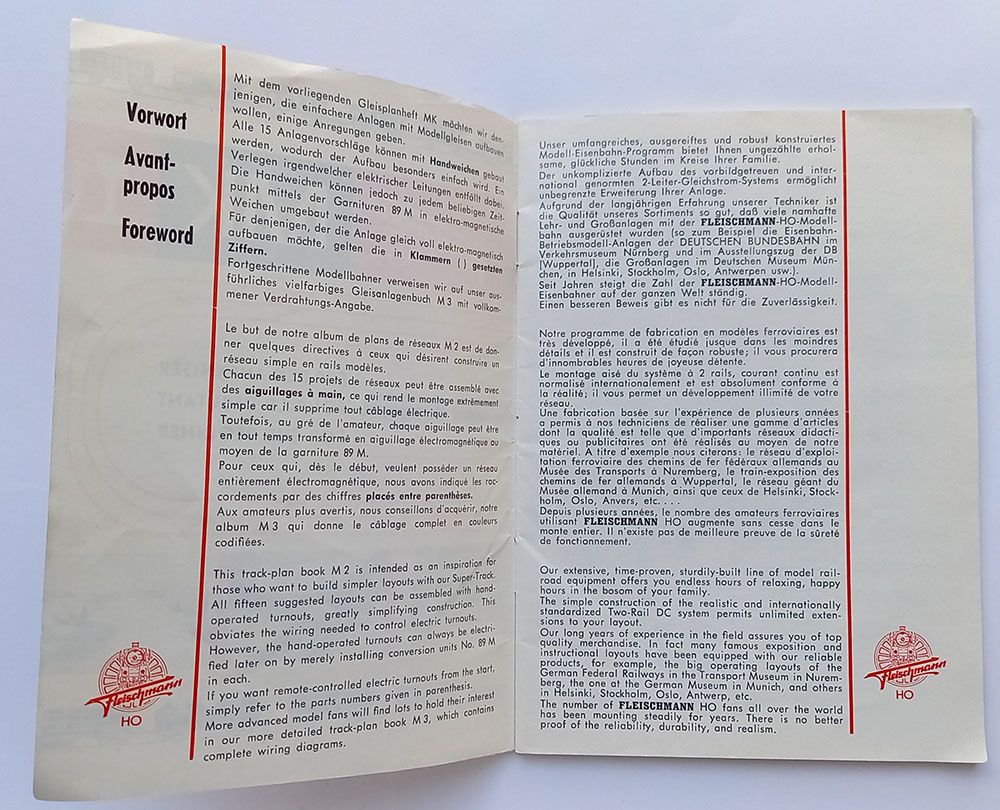 Vorwort
Avant-
propos
Foreword
Mit dem vorliegenden Gleisplanheft MK möchten wir den-
jenigen, die einfachere Anlagen mit Modellgleisen aufbauen
wollen, einige Anregungen geben.
Alle 15 Anlagenvorschläge können mit Handweichen gebaut
werden, wodurch der Aufbau besonders einfach wird. Ein
Verlegen irgendwelcher elektrischer Leitungen entfällt dabei.
Die Handweichen können jedoch zu jedem beliebigen Zeit-
punkt mittels der Garnituren 89 M in elektro-magnetische
Weichen umgebaut werden.
Für denjenigen, der die Anlage gleich voll elektro-magnetisch
aufbauen möchte, gelten die in Klammern ( ) gesetzten
Ziffern.
Fortgeschrittene Modellbahner verweisen wir auf unser aus-
führliches vielfarbiges Gleisanlagenbuch M 3 mit vollkom-
mener Verdrahtungs-Angabe.
Le but de notre album de plans de réseaux M 2 est de don-
ner quelques directives à ceux qui désirent construire un
réseau simple en rails modèles.
Chacun des 15 projets de réseaux peut être assemblé avec
des aiguillages à main, ce qui rend le montage extrêmement
simple car il supprime tout câblage électrique.
Toutefois, au gré de l'amateur, chaque aiguillage peut être
en tout temps transformé en aiguillage électromagnétique au
moyen de la garniture 89 M.
Pour ceux qui, dès le début, veulent posséder un réseau
entièrement électromagnétique, nous avons indiqué les rac-
cordements par des chiffres placés entre parenthèses.
Aux amateurs plus avertis, nous conseillons d'acquérir, notre
album M 3 qui donne le câblage complet en couleurs
codifiées.
This track-plan book M 2 is intended as an inspiration for
those who want to build simpler layouts with our Super-Track.
All fifteen suggested layouts can be assembled with hand-
operated turnouts, greatly simplifying construction. This
obviates the wiring needed to control electric turnouts.
However, the hand-operated turnouts can always be electri-
fied later on by merely installing conversion units No. 89 M
in each.
If you want remote-controlled electric turnouts from the start,
simply refer to the parts numbers given in parenthesis.
More advanced model fans will find lots to hold their interest
in our more detailed track-plan book M 3, which contains
complete wiring diagrams.
Fleischmann
HO
Unser umfangreiches, ausgereiftes und robust konstruiertes
Modell-Eisenbahn-Programm bietet Ihnen ungezählte erhol-
same, glückliche Stunden im Kreise Ihrer Familie.
Der unkomplizierte Aufbau des vorbildgetreuen und inter-
national genormten 2-Leiter-Gleichstrom-Systems ermöglicht
unbegrenzte Erweiterung Ihrer Anlage.
Aufgrund der langjährigen Erfahrung unserer Techniker ist
die Qualität unseres Sortiments so gut, daß viele namhafte
Lehr- und Großanlagen mit der FLEISCHMANN-HO-Modell-
bahn ausgerüstet wurden (so zum Beispiel die Eisenbahn-
Betriebsmodell-Anlagen der DEUTSCHEN BUNDESBAHN im
Verkehrsmuseum Nürnberg und im Ausstellungszug der DB
[Wuppertal], die Großanlagen im Deutschen Museum Mün-
chen, in Helsinki, Stockholm, Oslo, Antwerpen usw.).
Seit Jahren steigt die Zahl der FLEISCHMANN-HO-Modell-
Eisenbahner auf der ganzen Welt ständig.
Einen besseren Beweis gibt es nicht für die Zuverlässigkeit.
Notre programme de fabrication en modèles ferroviaires est
très développé, il a été étudié jusque dans les moindres
détails et il est construit de façon robuste; il vous procurera
d'innombrables heures de joyeuse détente.
Le montage aisé du système à 2 rails, courant continu est
normalisé internationalement et est absolument conforme à
la réalité; il vous permet un développement illimité de votre
réseau.
Une fabrication basée sur l'expérience de plusieurs années
a permis à nos techniciens de réaliser une gamme d'articles
dont la qualité est telle que d'importants réseaux didacti-
ques ou publicitaires ont été réalisés au moyen de notre
matériel. A titre d'exemple nous citerons: le réseau d'exploi-
tation ferroviaire des chemins de fer fédéraux allemands au
Musée des Transports à Nuremberg, le train-exposition des
chemins de fer allemands à Wuppertal, le réseau géant du
Musée allemand à Munich, ainsi que ceux de Helsinki, Stock-
holm, Oslo, Anvers, etc....
Depuis plusieurs années, le nombre des amateurs ferroviaires
utilisant FLEISCHMANN HO augmente sans cesse dans le
monte entier. Il n'existe pas de meilleure preuve de la sûreté
de fonctionnement.
Our extensive, time-proven, sturdily-built line of model rail-
road equipment offers you endless hours of relaxing, happy
hours in the bosom of your family.
The simple construction of the realistic and internationally
standardized Two-Rail DC system permits unlimited exten-
sions to your layout.
Our long years of experience in the field assures you of top
quality merchandise. In fact many famous exposition and
instructional layouts have been equipped with our reliable
products, for example, the big operating layouts of the
German Federal Railways in the Transport Museum in Nurem-
berg, the one at the German Museum in Munich, and others
in Helsinki, Stockholm, Oslo, Antwerp, etc.
The number of FLEISCHMANN HO fans all over the world
has been mounting steadily for years. There is no better
proof of the reliability, durability, and realism.
Fleischmann
HO